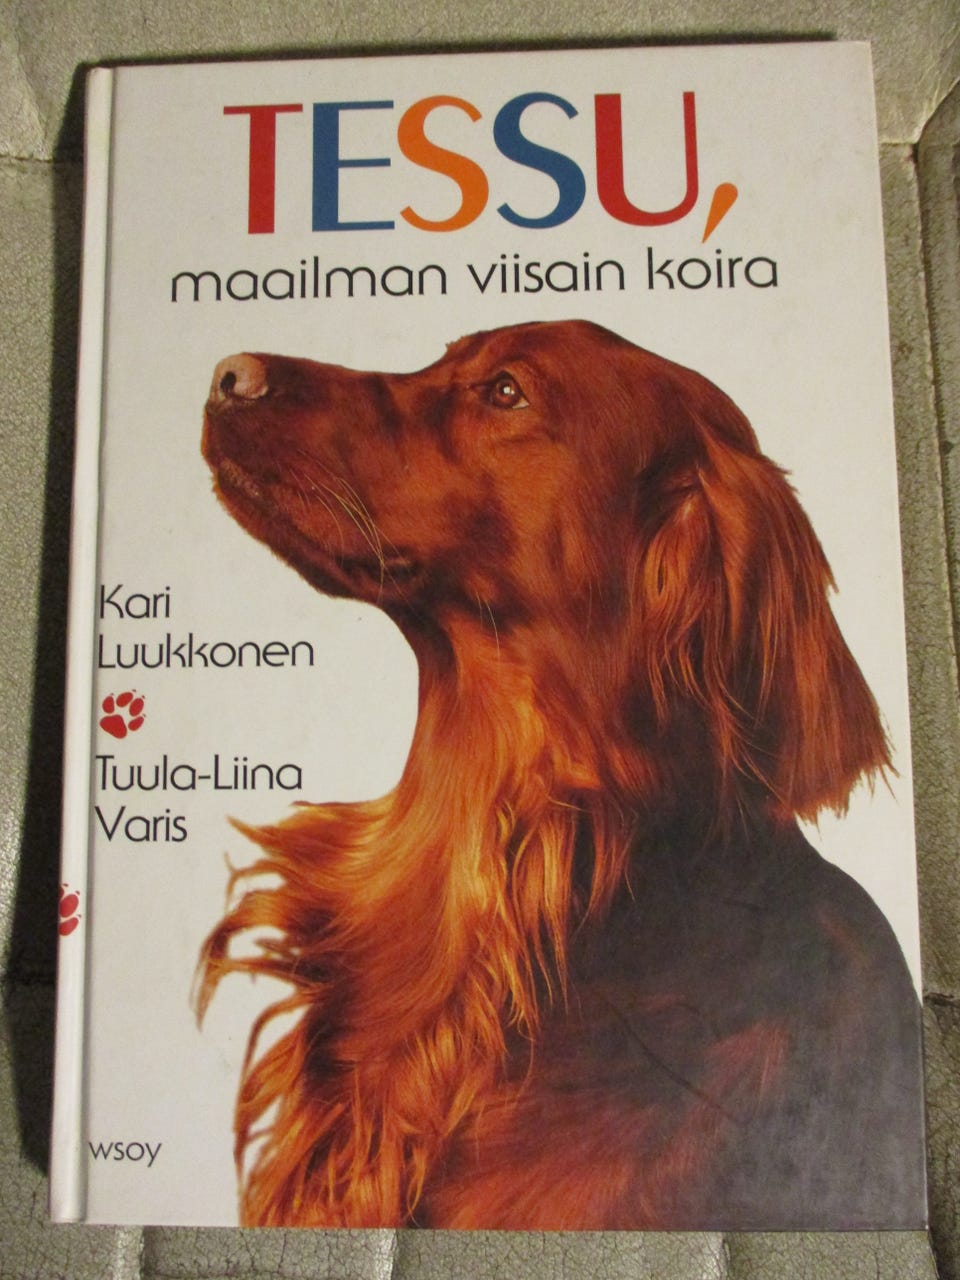 TESSU,
maailman viisain koira
Kari
Luukkonen
Tuula-Liina
Varis
wsoy